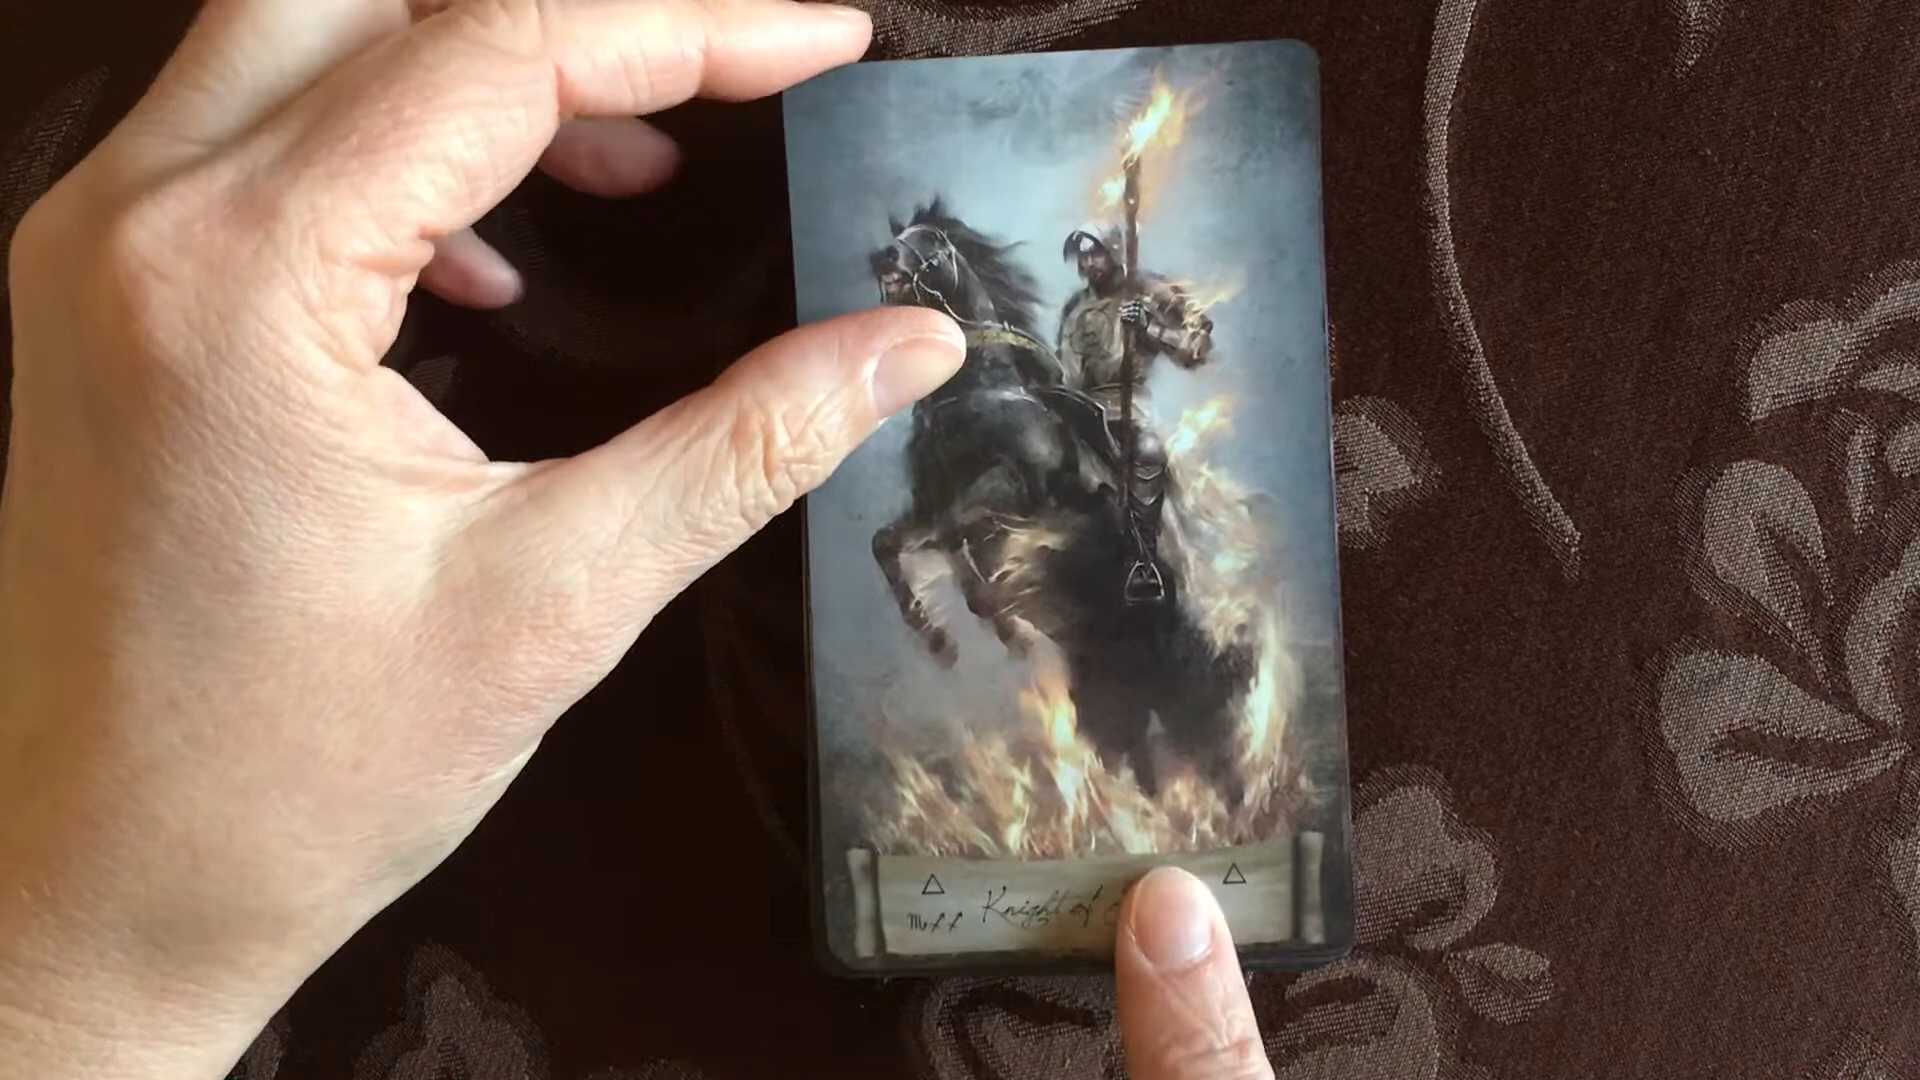 △ △
♏♐♐ Knight of